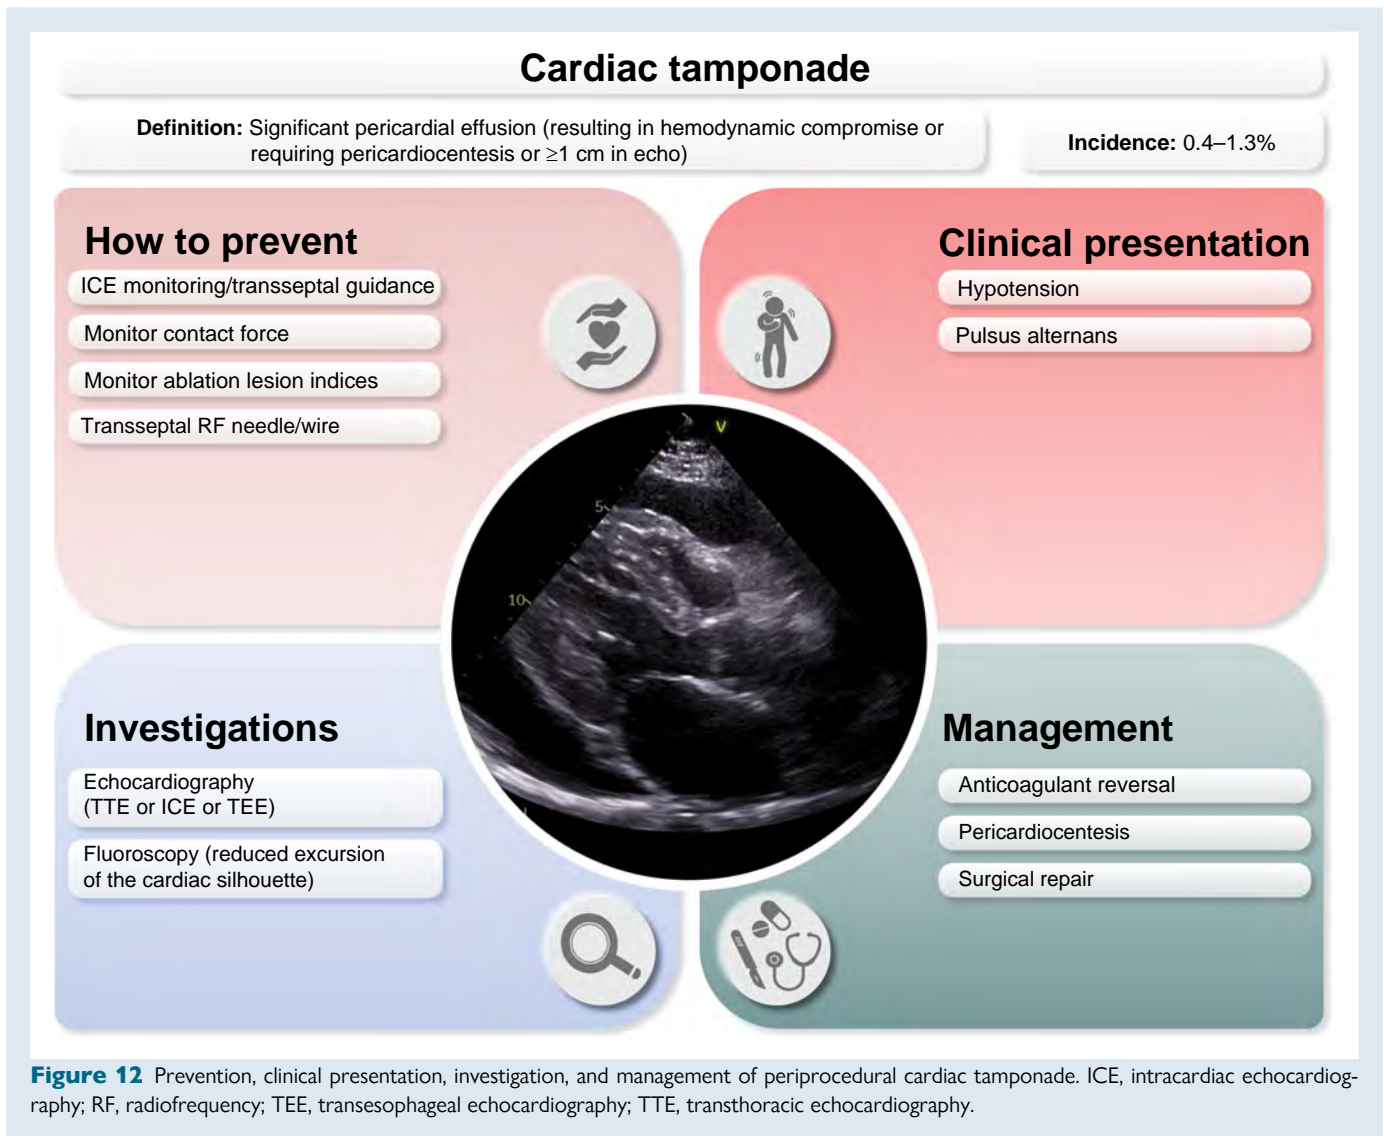 Cardiac tamponade
Definition: Significant pericardial effusion (resulting in hemodynamic compromise or
requiring pericardiocentesis or ≥1 cm in echo)
Incidence: 0.4–1.3%
How to prevent
ICE monitoring/transseptal guidance
Monitor contact force
Monitor ablation lesion indices
Transseptal RF needle/wire
Clinical presentation
Hypotension
Pulsus alternans
V
5
10
Investigations
Echocardiography
(TTE or ICE or TEE)
Fluoroscopy (reduced excursion
of the cardiac silhouette)
Management
Anticoagulant reversal
Pericardiocentesis
Surgical repair
Figure 12 Prevention, clinical presentation, investigation, and management of periprocedural cardiac tamponade. ICE, intracardiac echocardiog-
raphy; RF, radiofrequency; TEE, transesophageal echocardiography; TTE, transthoracic echocardiography.